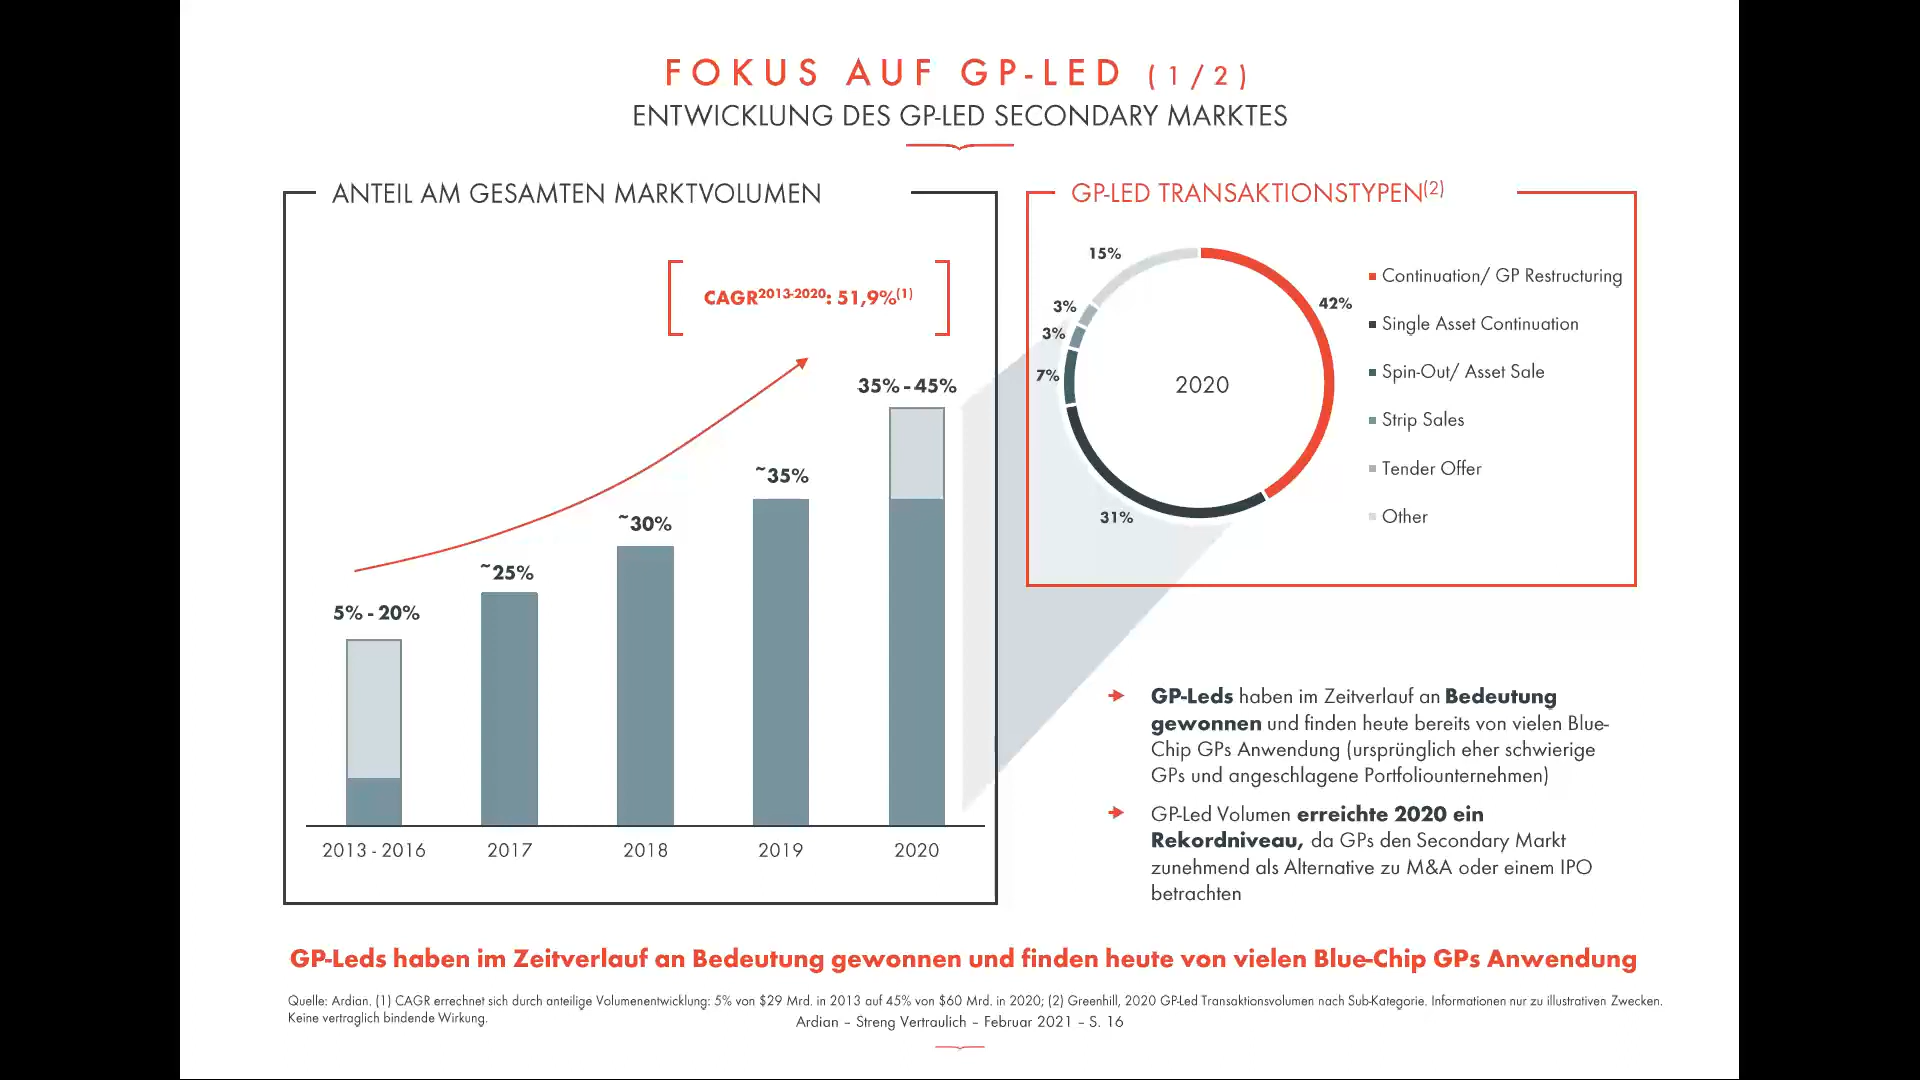 FOKUS AUF GP-LED (1/2)
ENTWICKLUNG DES GP-LED SECONDARY MARKTES
ANTEIL AM GESAMTEN MARKTVOLUMEN
CAGR2013-2020: 51,9%(1)
35% - 45%
~35%
~30%
~25%
5% - 20%
2013 - 2016
2017
2018
2019
2020
GP-LED TRANSAKTIONSTYPEN(2)
15%
3%
3%
7%
31%
42%
2020
Continuation/ GP Restructuring
Single Asset Continuation
Spin-Out/ Asset Sale
Strip Sales
Tender Offer
Other
GP-Leds haben im Zeitverlauf an Bedeutung
gewonnen und finden heute bereits von vielen Blue-
Chip GPs Anwendung (ursprünglich eher schwierige
GPs und angeschlagene Portfoliounternehmen)
GP-Led Volumen erreichte 2020 ein
Rekordniveau, da GPs den Secondary Markt
zunehmend als Alternative zu M&A oder einem IPO
betrachten
GP-Leds haben im Zeitverlauf an Bedeutung gewonnen und finden heute von vielen Blue-Chip GPs Anwendung
Quelle: Ardian. (1) CAGR errechnet sich durch anteilige Volumenentwicklung: 5% von $29 Mrd. in 2013 auf 45% von $60 Mrd. in 2020; (2) Greenhill, 2020 GP-Led Transaktionsvolumen nach Sub-Kategorie. Informationen nur zu illustrativen Zwecken.
Keine vertraglich bindende Wirkung.
Ardian – Streng Vertraulich – Februar 2021 – S. 16